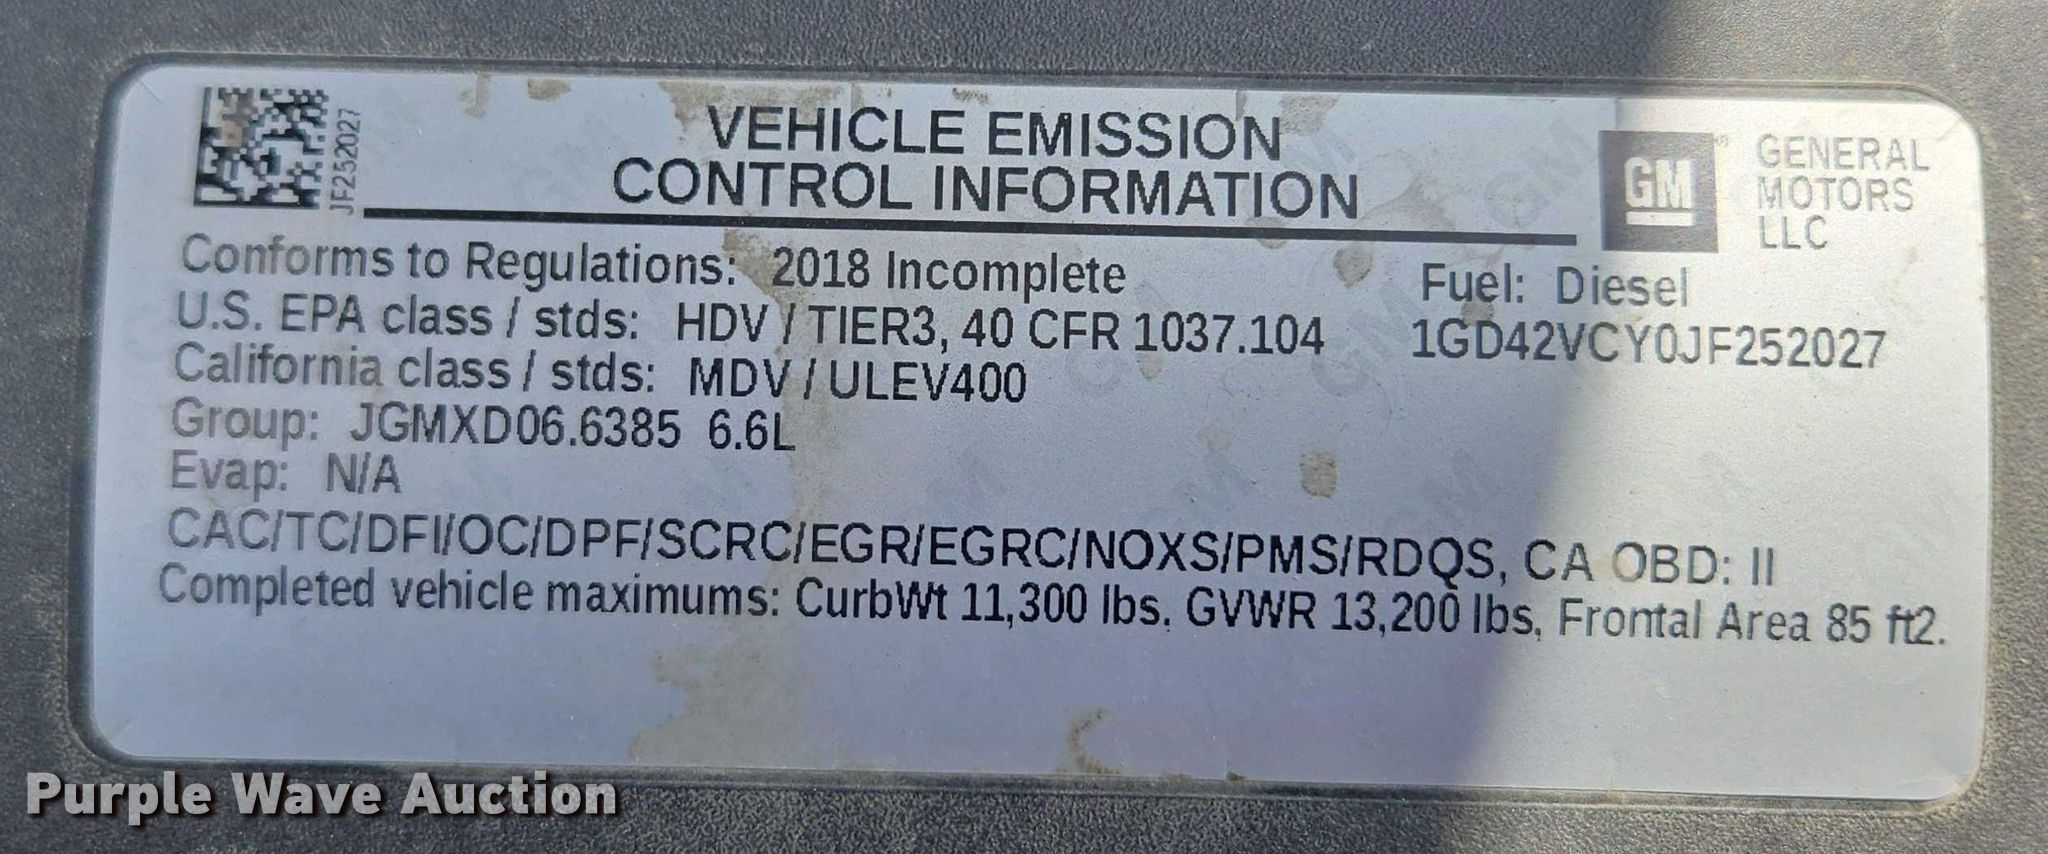 JF252027
VEHICLE EMISSION
CONTROL INFORMATION
GM
GENERAL
MOTORS
LLC
Conforms to Regulations: 2018 Incomplete
Fuel: Diesel
U.S. EPA class / stds: HDV / TIER3, 40 CFR 1037.104
1GD42VCY0JF252027
California class / stds: MDV / ULEV400
Group: JGMXD06.6385 6.6L
Evap: N/A
CAC/TC/DFI/OC/DPF/SCRC/EGR/EGRC/NOXS/PMS/RDQS, CA OBD: II
Completed vehicle maximums: CurbWt 11,300 lbs. GVWR 13,200 lbs, Frontal Area 85 ft2.
Purple Wave Auction